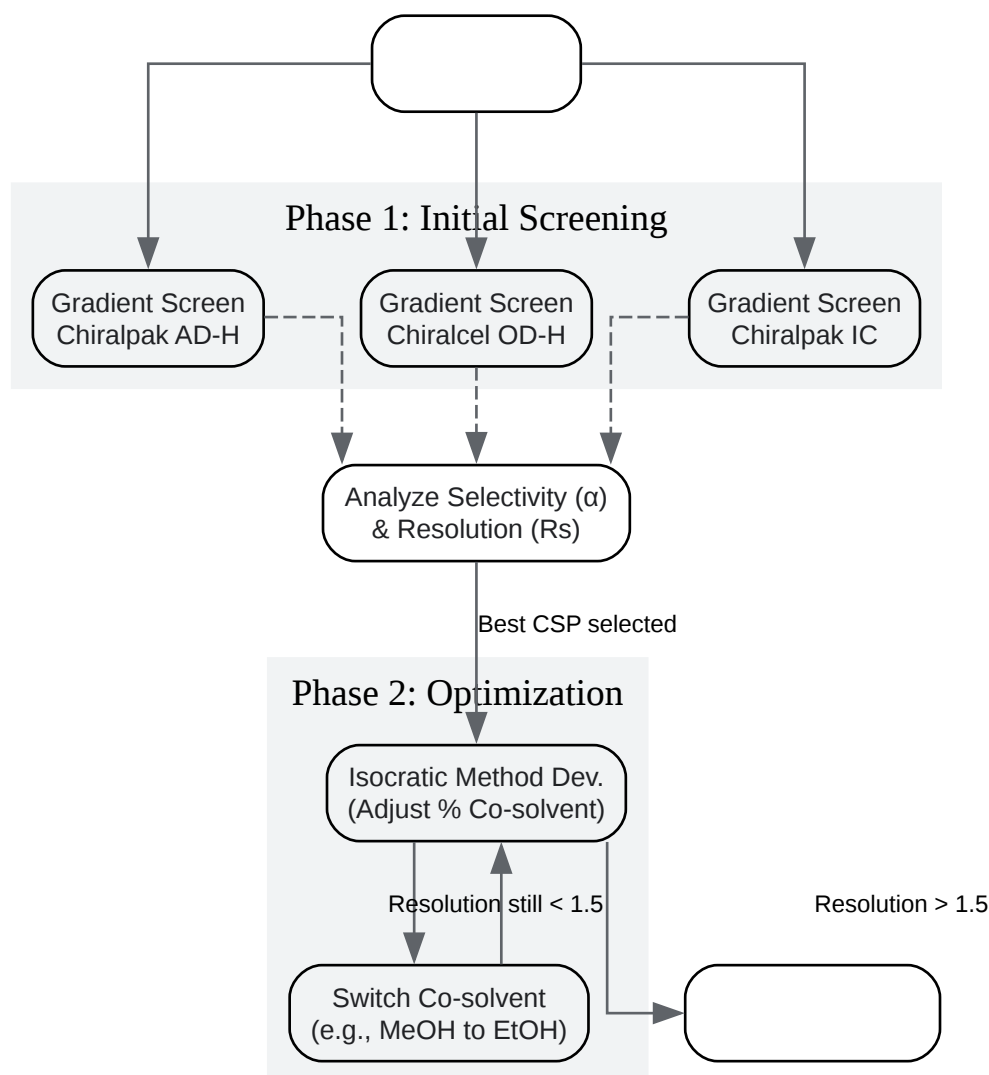 Phase 1: Initial Screening
Gradient Screen
Chiralpak AD-H
Gradient Screen
Chiralcel OD-H
Gradient Screen
Chiralpak IC
Analyze Selectivity (α)
& Resolution (Rs)
Best CSP selected
Phase 2: Optimization
Isocratic Method Dev.
(Adjust % Co-solvent)
Resolution still < 1.5
Resolution > 1.5
Switch Co-solvent
(e.g., MeOH to EtOH)